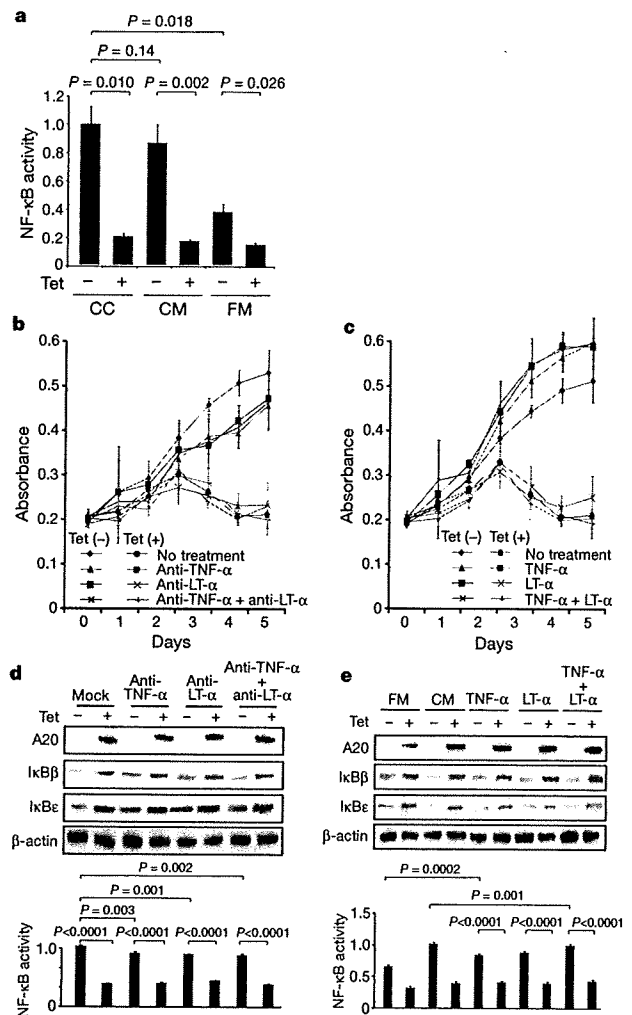 a
P = 0.018
P = 0.14
P = 0.010 P = 0.002 P = 0.026
NF-κB activity
1.2
1.0
0.8
0.6
0.4
0.2
0
Tet − + − + − +
CC CM FM
b
Absorbance
0.6
0.5
0.4
0.3
0.2
0.1
0
Tet (−) Tet (+)
No treatment
Anti-TNF-α
Anti-LT-α
Anti-TNF-α + anti-LT-α
0 1 2 3 4 5
Days
c
Absorbance
0.6
0.5
0.4
0.3
0.2
0.1
0
Tet (−) Tet (+)
No treatment
TNF-α
LT-α
TNF-α + LT-α
0 1 2 3 4 5
Days
d
Mock Anti-TNF-α Anti-LT-α Anti-TNF-α + anti-LT-α
Tet − + − + − + − +
A20
IκBβ
IκBε
β-actin
P = 0.002
P = 0.001
P = 0.003
P<0.0001 P<0.0001 P<0.0001 P<0.0001
NF-κB activity
1.0
0.5
0.0
e
FM CM TNF-α LT-α TNF-α + LT-α
Tet − + − + − + − + − +
A20
IκBβ
IκBε
β-actin
P = 0.0002
P = 0.001
P<0.0001 P<0.0001 P<0.0001
NF-κB activity
1.5
1.0
0.5
0